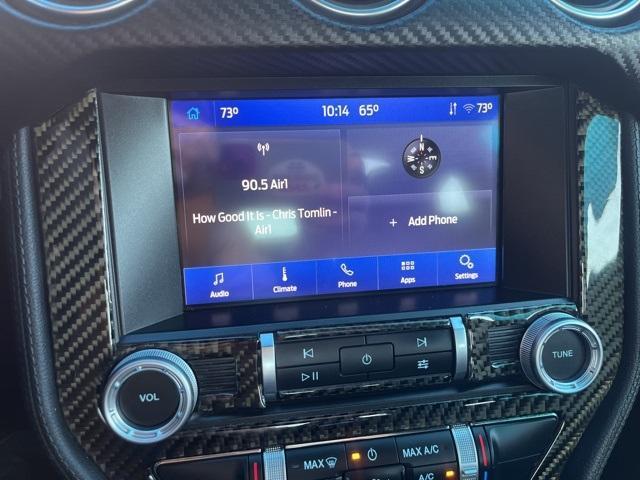 73° 10:14 65° 73°
90.5 Air1
How Good It Is - Chris Tomlin -
Air1
N
W E
S
+ Add Phone
Audio Climate Phone Apps Settings
VOL
TUNE
MAX MAX A/C
A/C